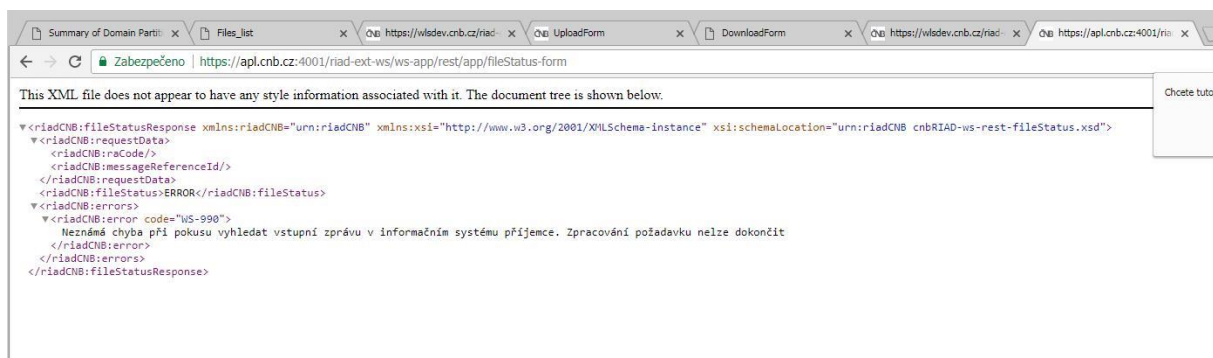 Summary of Domain Partiti
Files_list
https://wlsdev.cnb.cz/riad-
UploadForm
DownloadForm
https://wlsdev.cnb.cz/riad-
https://apl.cnb.cz:4001/ria
Zabezpečeno | https://apl.cnb.cz:4001/riad-ext-ws/ws-app/rest/app/fileStatus-form
This XML file does not appear to have any style information associated with it. The document tree is shown below.
Chcete tuto
▼<riadCNB:fileStatusResponse xmlns:riadCNB="urn:riadCNB" xmlns:xsi="http://www.w3.org/2001/XMLSchema-instance" xsi:schemaLocation="urn:riadCNB cnbRIAD-ws-rest-fileStatus.xsd">
▼<riadCNB:requestData>
<riadCNB:raCode/>
<riadCNB:messageReferenceId/>
</riadCNB:requestData>
<riadCNB:fileStatus>ERROR</riadCNB:fileStatus>
▼<riadCNB:errors>
▼<riadCNB:error code="WS-990">
Neznámá chyba při pokusu vyhledat vstupní zprávu v informačním systému příjemce. Zpracování požadavku nelze dokončit
</riadCNB:error>
</riadCNB:errors>
</riadCNB:fileStatusResponse>